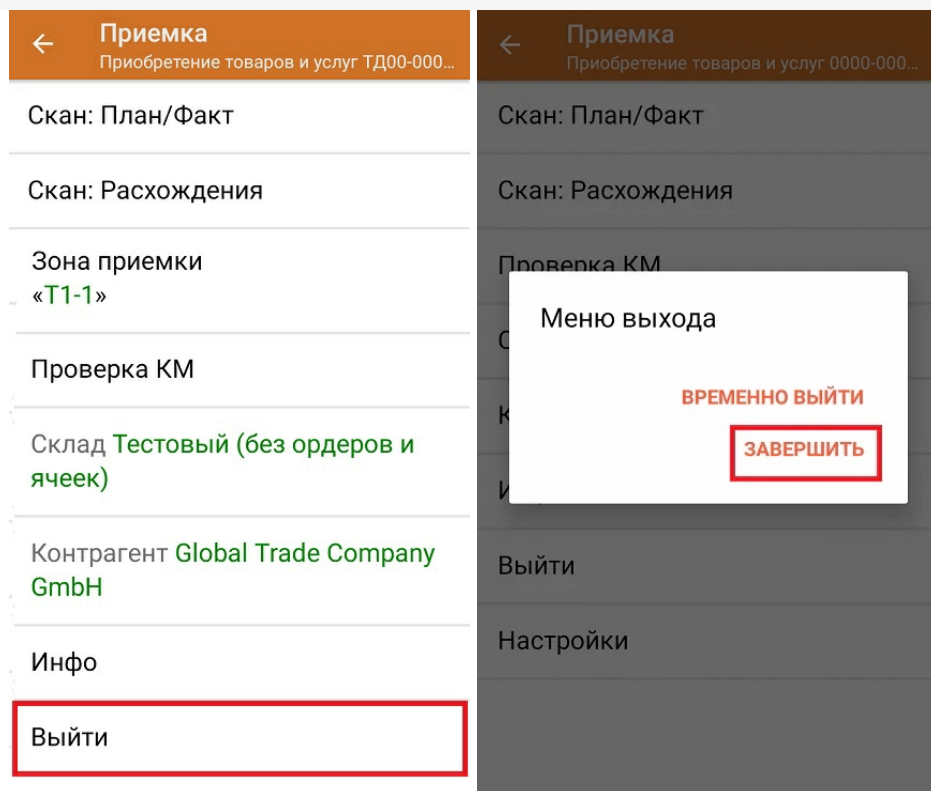 Приемка
Приобретение товаров и услуг ТД00-000...
Скан: План/Факт
Скан: Расхождения
Зона приемки
«Т1-1»
Проверка КМ
Склад Тестовый (без ордеров и
ячеек)
Контрагент Global Trade Company
GmbH
Инфо
Выйти
Приемка
Приобретение товаров и услуг 0000-000...
Скан: План/Факт
Скан: Расхождения
Проверка КМ
Меню выхода
ВРЕМЕННО ВЫЙТИ
ЗАВЕРШИТЬ
Выйти
Настройки